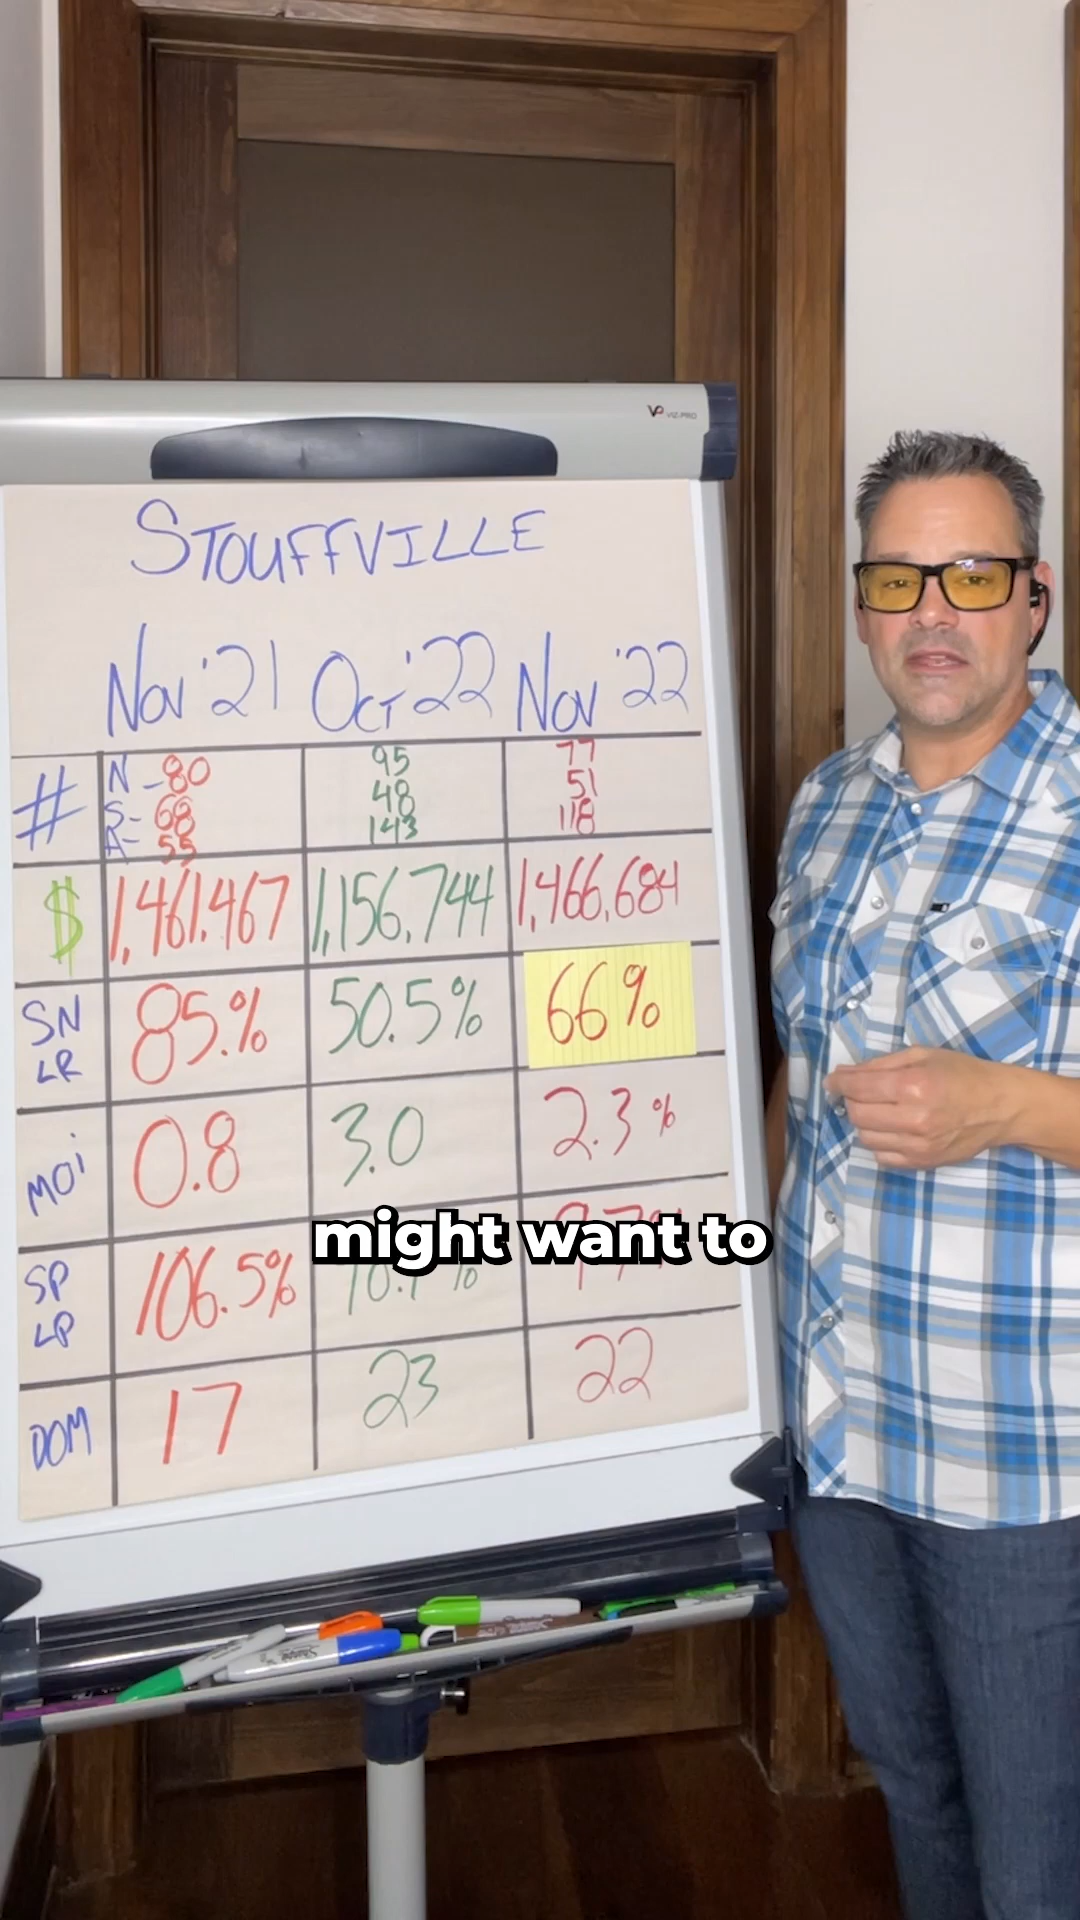 VP VIZ-PRO
STOUFFVILLE
Nov '21 Oct '22 Nov '22
# N - 80 95 77
S - 68 48 51
A - 55 143 118
$ 1,461,467 1,156,744 1,466,684
SN 85.% 50.5% 66%
LR
MOi 0.8 3.0 2.3 %
might want to
SP 106.5%
LP
DOM 17 23 22